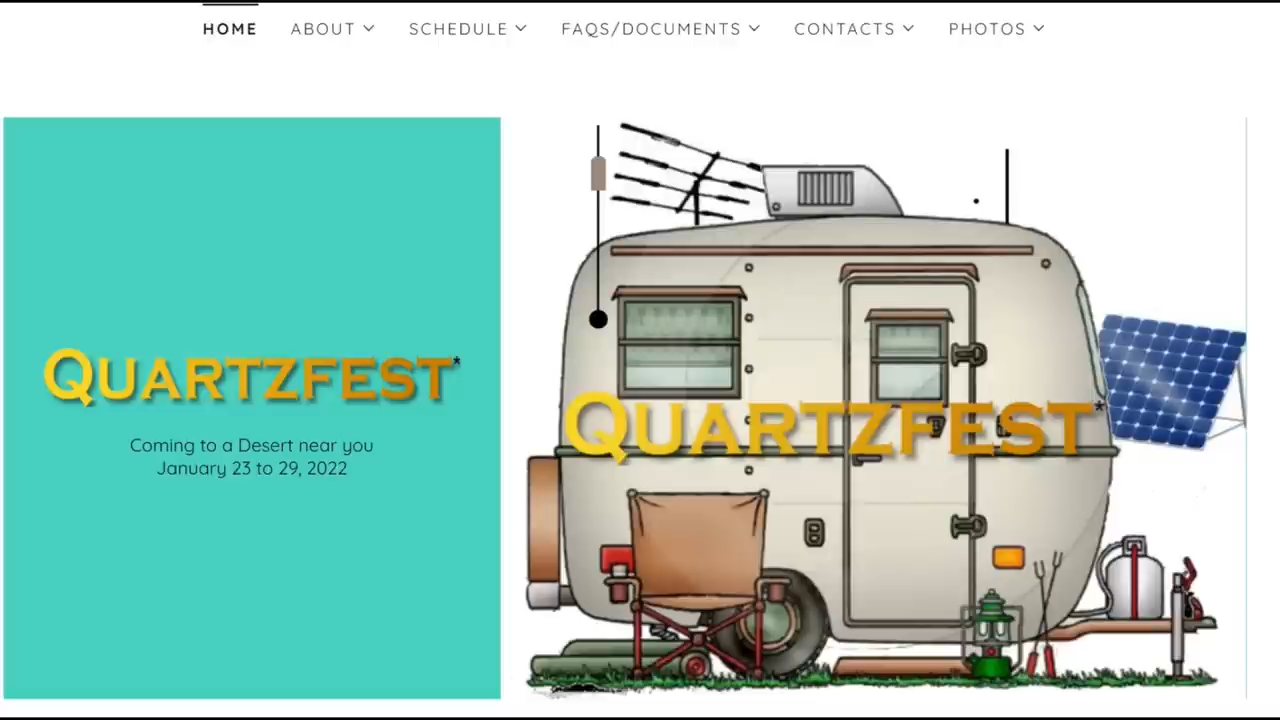 HOME ABOUT SCHEDULE FAQS/DOCUMENTS CONTACTS PHOTOS
QUARTZFEST*
Coming to a Desert near you
January 23 to 29, 2022
QUARTZFEST*